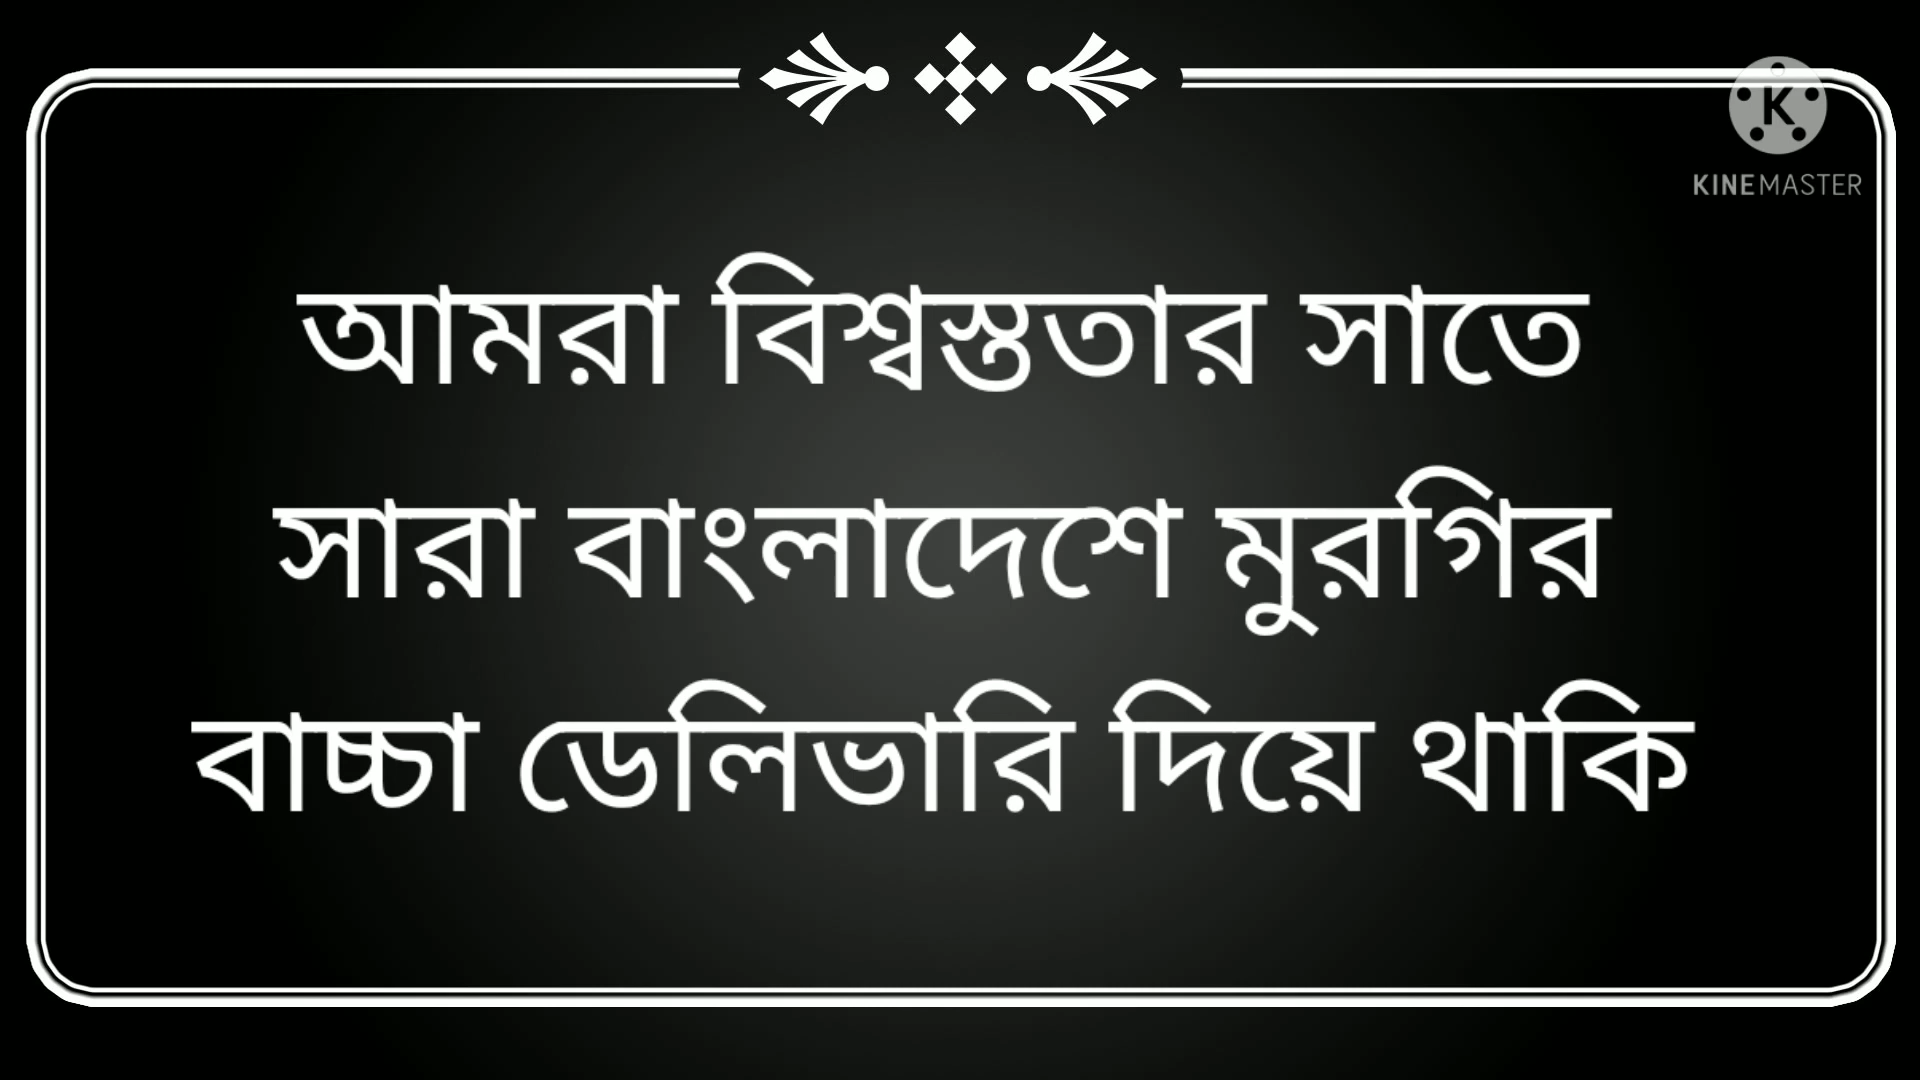 KINEMASTER
আমরা বিশ্বস্ততার সাতে
সারা বাংলাদেশে মুরগির
বাচ্চা ডেলিভারি দিয়ে থাকি